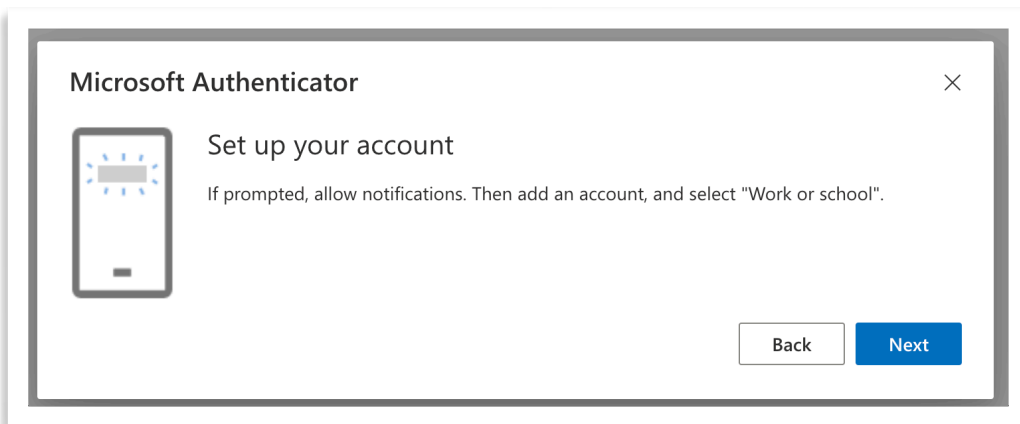 Microsoft Authenticator
Set up your account
If prompted, allow notifications. Then add an account, and select "Work or school".
Back
Next